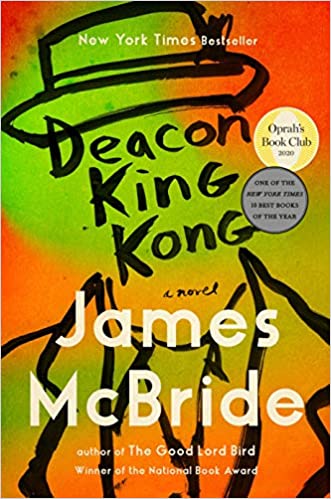 New York Times Bestseller
Deacon
King
Kong
Oprah's
Book Club
2020
ONE OF THE
NEW YORK TIMES
10 BEST BOOKS
OF THE YEAR
a novel
James
McBride
author of The Good Lord Bird
Winner of the National Book Award